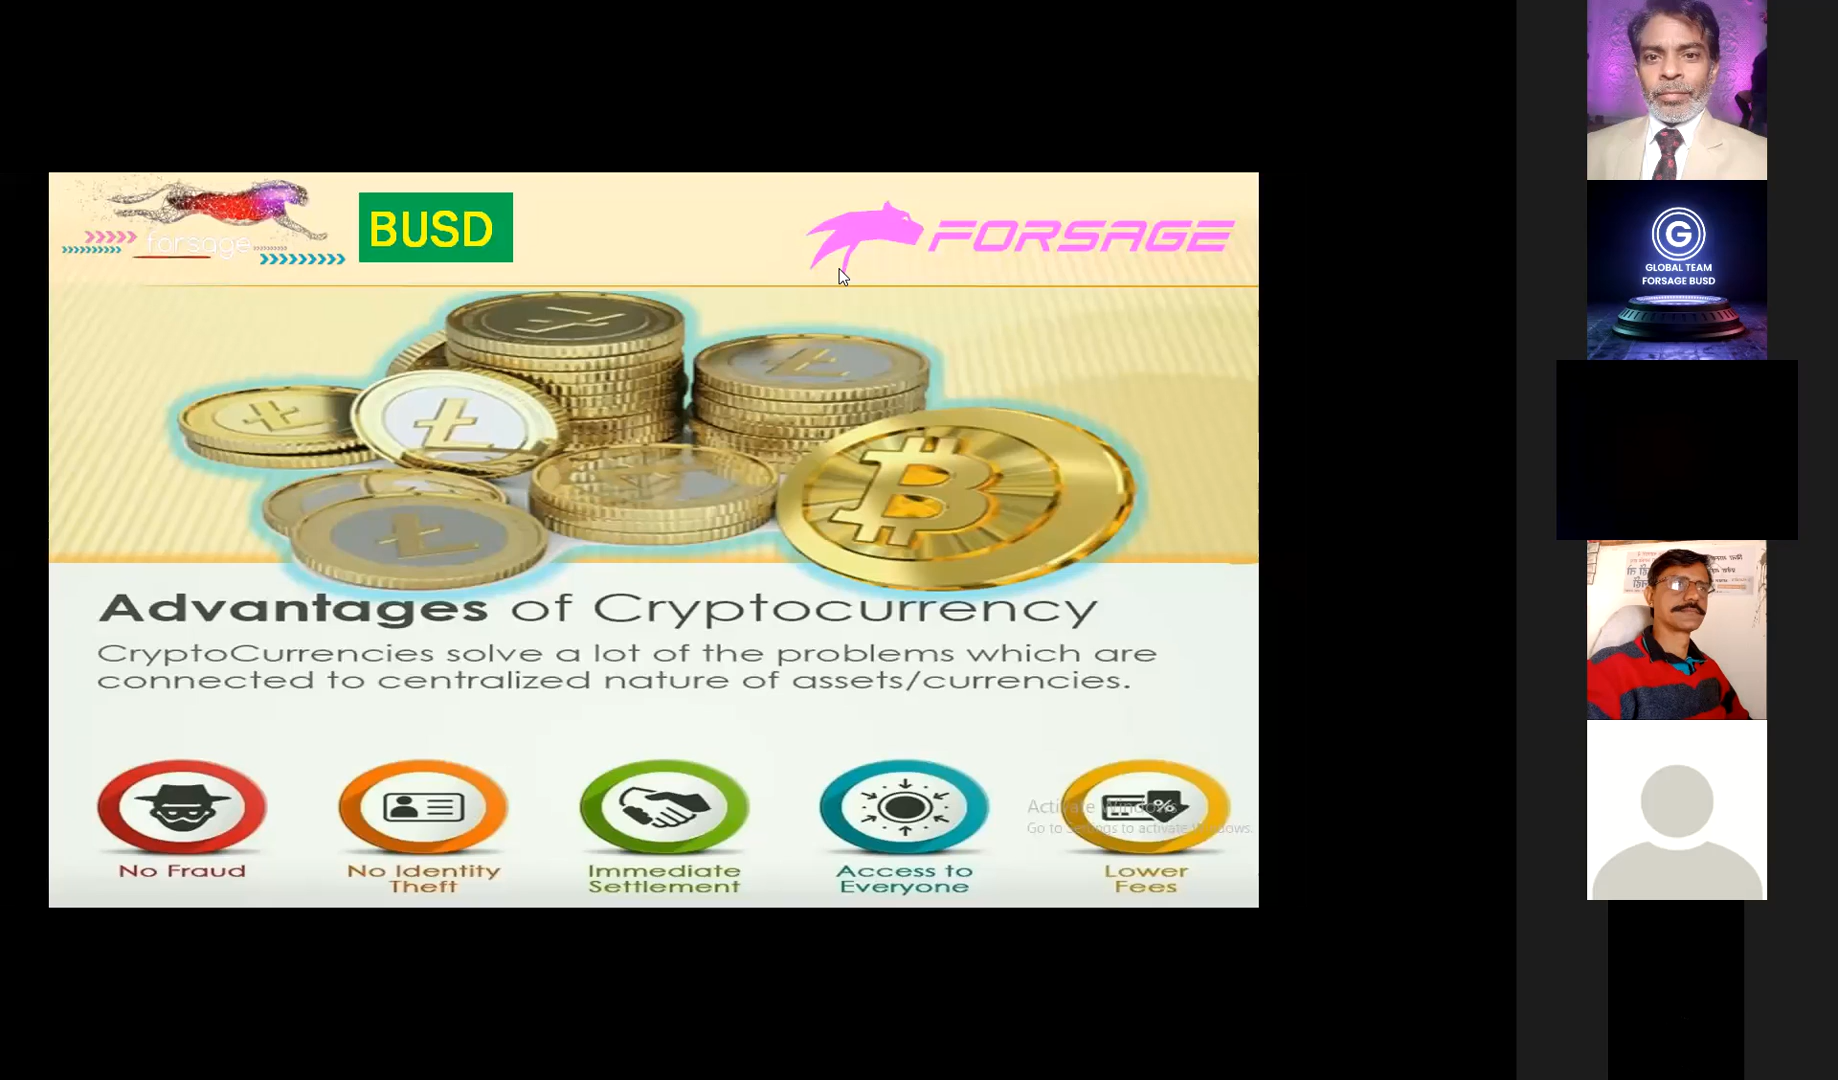 forsage
BUSD
FORSAGE
Advantages of Cryptocurrency
CryptoCurrencies solve a lot of the problems which are
connected to centralized nature of assets/currencies.
No Fraud
No Identity
Theft
Immediate
Settlement
Access to
Everyone
Lower
Fees
Activate Windows
Go to Settings to activate Windows.
G
GLOBAL TEAM
FORSAGE BUSD